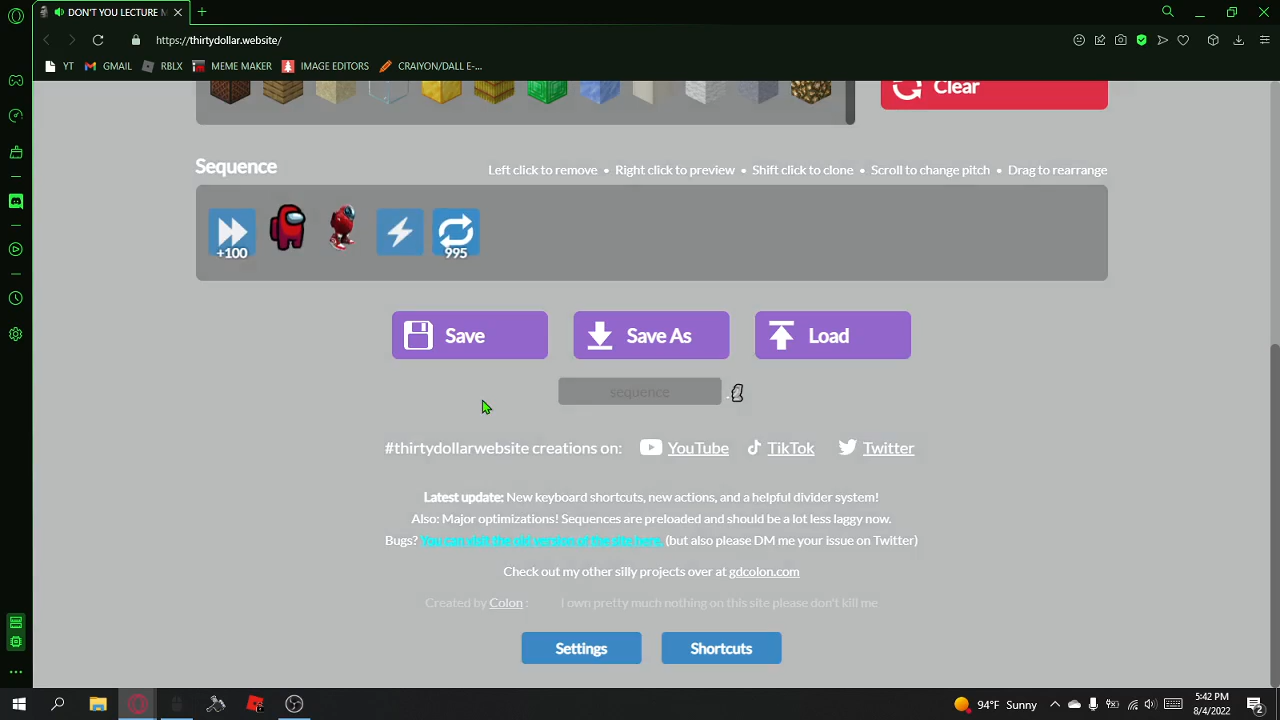 DON'T YOU LECTURE M
https://thirtydollar.website/
YT
GMAIL
RBLX
MEME MAKER
IMAGE EDITORS
CRAIYON/DALL E-...
Clear
Sequence
Left click to remove • Right click to preview • Shift click to clone • Scroll to change pitch • Drag to rearrange
+100
995
Save
Save As
Load
sequence
#thirtydollarwebsite creations on: YouTube TikTok Twitter
Latest update: New keyboard shortcuts, new actions, and a helpful divider system!
Also: Major optimizations! Sequences are preloaded and should be a lot less laggy now.
Bugs? You can visit the old version of the site here. (but also please DM me your issue on Twitter)
Check out my other silly projects over at gdcolon.com
Created by Colon : I own pretty much nothing on this site please don't kill me
Settings
Shortcuts
94°F Sunny
5:42 PM
8/4/2022
2